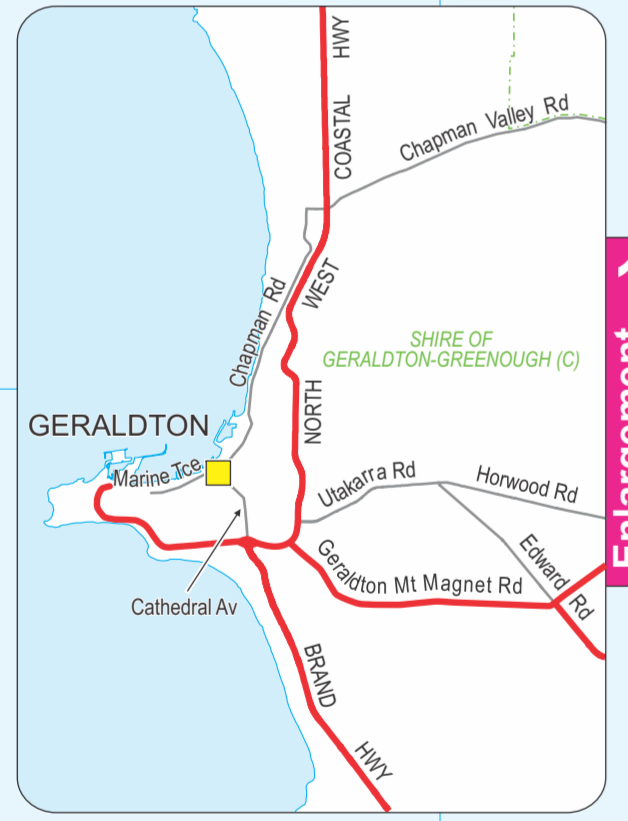 HWY
COASTAL
Chapman Valley Rd
WEST
Chapman Rd
SHIRE OF
GERALDTON-GREENOUGH (C)
Enlargement
NORTH
GERALDTON
Marine Tce
Utakarra Rd
Horwood Rd
Edward Rd
Geraldton Mt Magnet Rd
Cathedral Av
BRAND
HWY